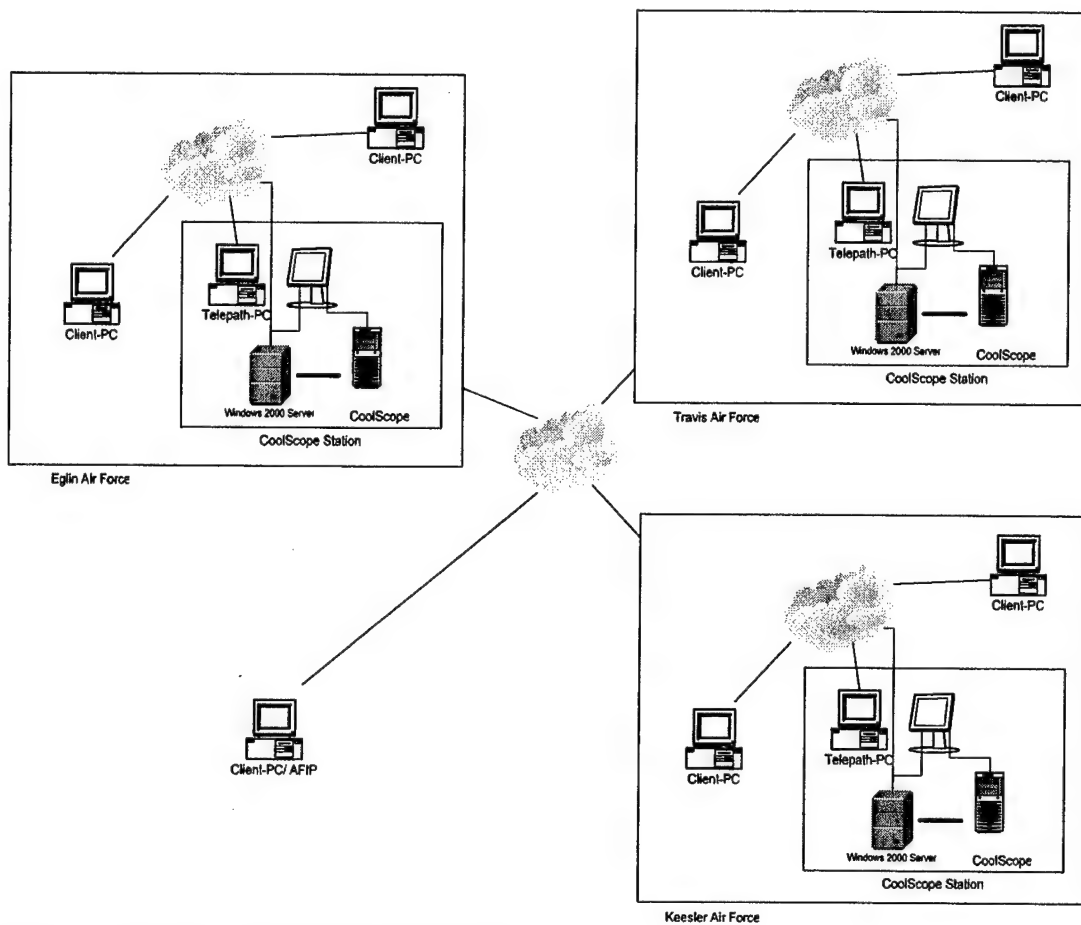 Client-PC
Client-PC
Telepath-PC
Windows 2000 Server
CoolScope
CoolScope Station
Eglin Air Force
Client-PC
Client-PC
Telepath-PC
Windows 2000 Server
CoolScope
CoolScope Station
Travis Air Force
Client-PC/ AFIP
Client-PC
Client-PC
Telepath-PC
Windows 2000 Server
CoolScope
CoolScope Station
Keesler Air Force